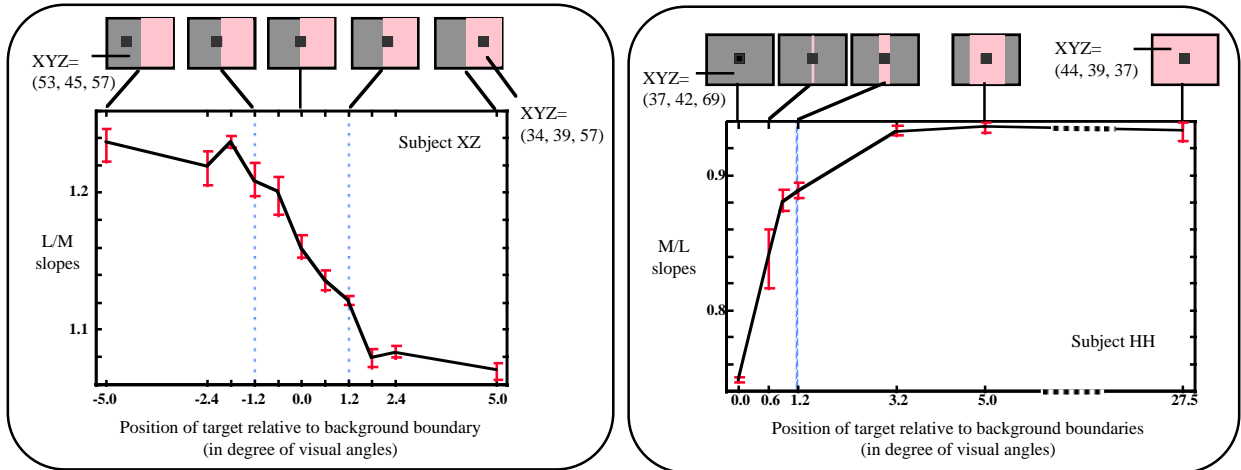 XYZ=
(53, 45, 57)
XYZ=
(34, 39, 57)
Subject XZ
1.2
L/M
slopes
1.1
-5.0 -2.4 -1.2 0.0 1.2 2.4 5.0
Position of target relative to background boundary
(in degree of visual angles)
XYZ=
(37, 42, 69)
XYZ=
(44, 39, 37)
0.9
M/L
slopes
0.8
Subject HH
0.0 0.6 1.2 3.2 5.0 27.5
Position of target relative to background boundaries
(in degree of visual angles)